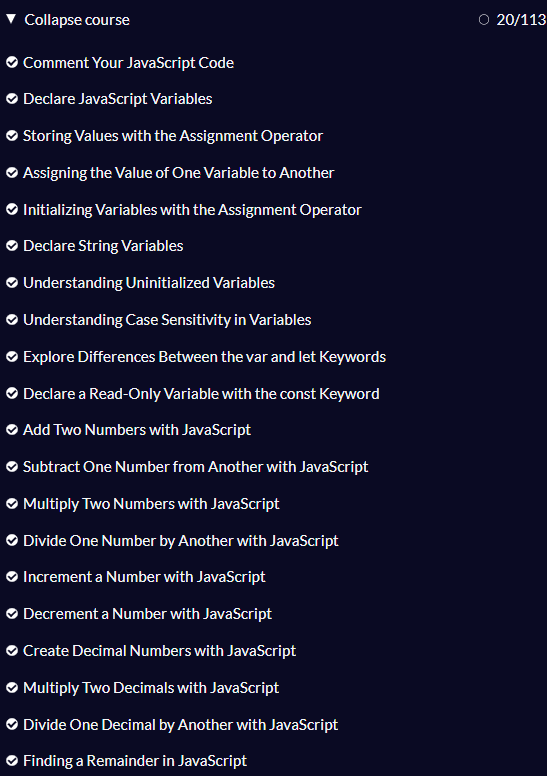 Collapse course 20/113
Comment Your JavaScript Code
Declare JavaScript Variables
Storing Values with the Assignment Operator
Assigning the Value of One Variable to Another
Initializing Variables with the Assignment Operator
Declare String Variables
Understanding Uninitialized Variables
Understanding Case Sensitivity in Variables
Explore Differences Between the var and let Keywords
Declare a Read-Only Variable with the const Keyword
Add Two Numbers with JavaScript
Subtract One Number from Another with JavaScript
Multiply Two Numbers with JavaScript
Divide One Number by Another with JavaScript
Increment a Number with JavaScript
Decrement a Number with JavaScript
Create Decimal Numbers with JavaScript
Multiply Two Decimals with JavaScript
Divide One Decimal by Another with JavaScript
Finding a Remainder in JavaScript